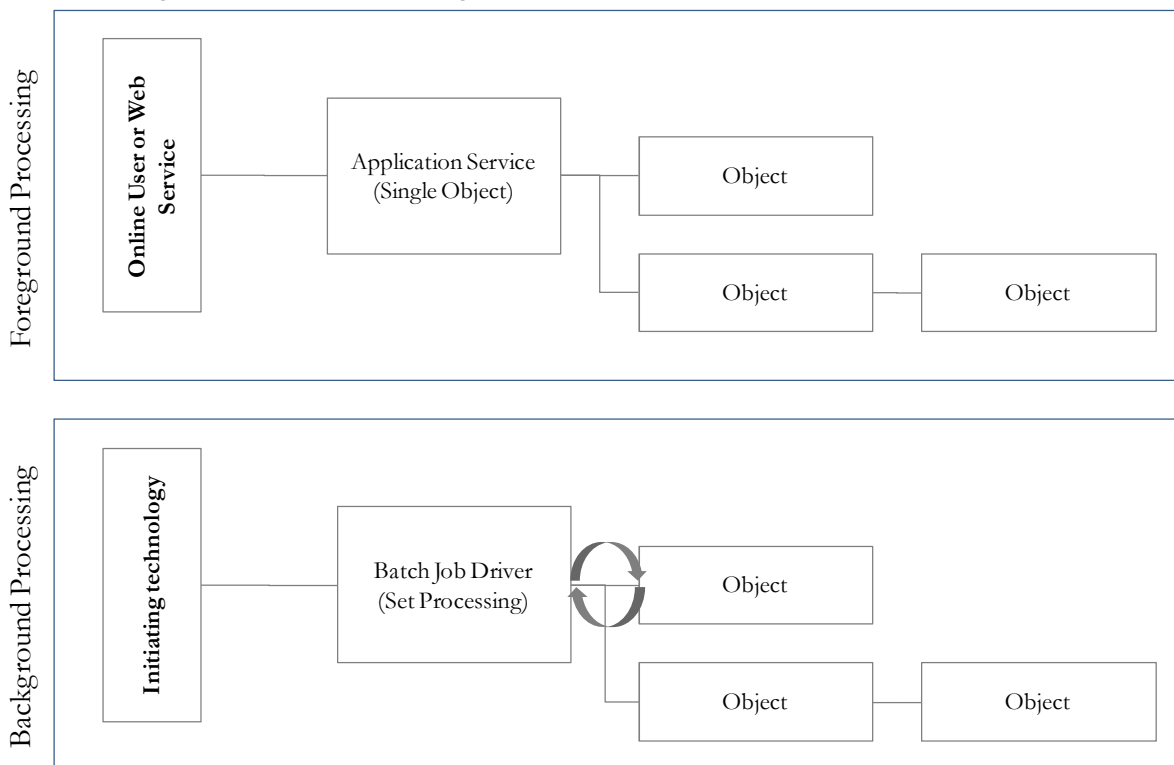 Foreground Processing
Online User or Web
Service
Application Service
(Single Object)
Object
Object
Object
Background Processing
Initiating technology
Batch Job Driver
(Set Processing)
Object
Object
Object